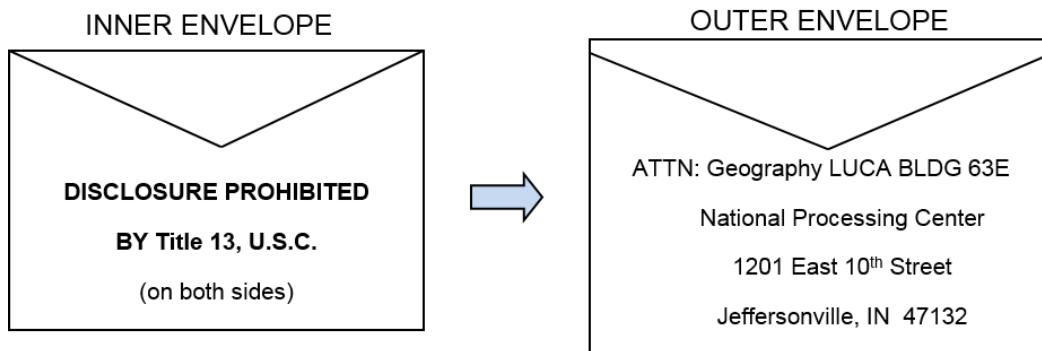 INNER ENVELOPE
DISCLOSURE PROHIBITED
BY Title 13, U.S.C.
(on both sides)
OUTER ENVELOPE
ATTN: Geography LUCA BLDG 63E
National Processing Center
1201 East 10th Street
Jeffersonville, IN 47132